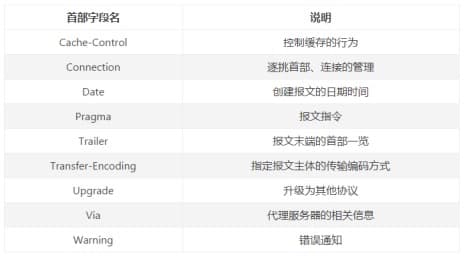 首部字段名 说明
Cache-Control 控制缓存的行为
Connection 逐挑首部、连接的管理
Date 创建报文的日期时间
Pragma 报文指令
Trailer 报文末端的首部一览
Transfer-Encoding 指定报文主体的传输编码方式
Upgrade 升级为其他协议
Via 代理服务器的相关信息
Warning 错误通知